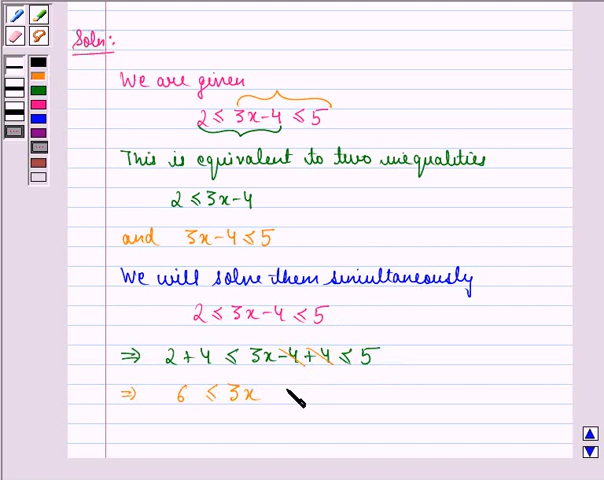 Soln:
We are given
2 ≤ 3x-4 ≤ 5
This is equivalent to two inequalities
2 ≤ 3x-4
and 3x-4 ≤ 5
We will solve them simultaneously
2 ≤ 3x-4 ≤ 5
⇒ 2+4 ≤ 3x-4+4 ≤ 5
⇒ 6 ≤ 3x